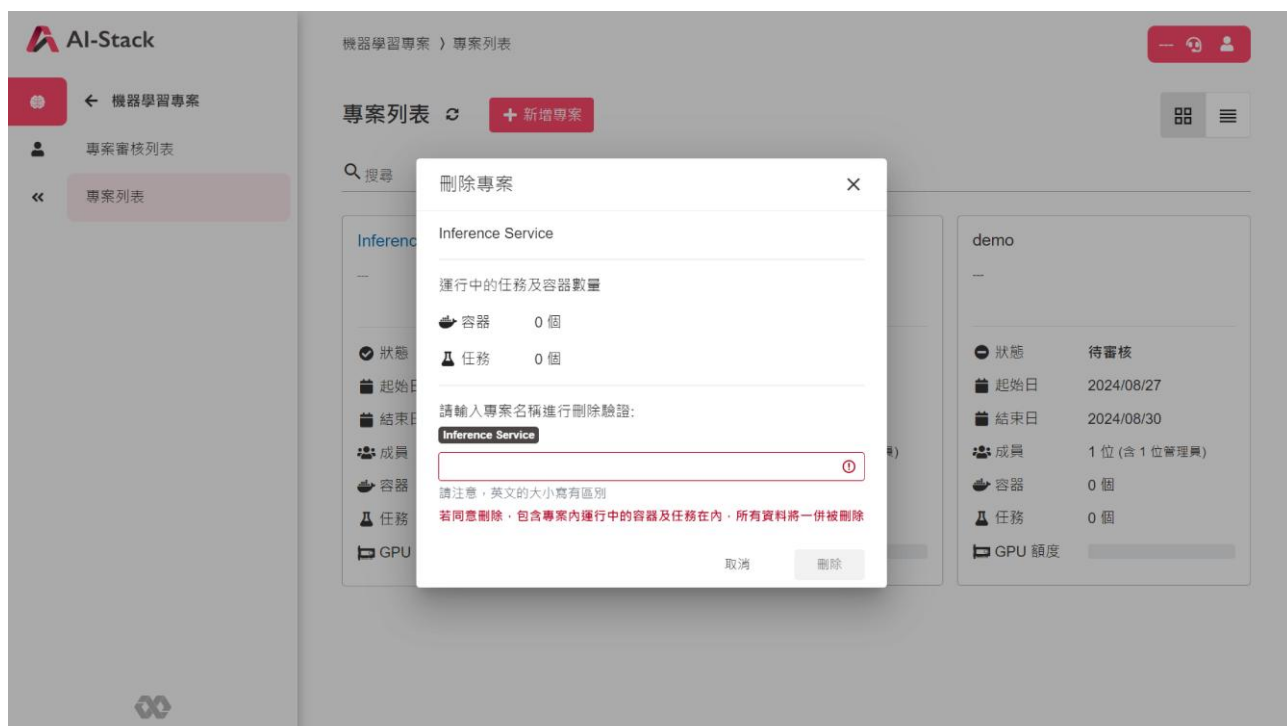 AI-Stack
機器學習專案 〉專案列表
---
機器學習專案
專案審核列表
專案列表
專案列表
新增專案
搜尋
刪除專案
Inference Service
運行中的任務及容器數量
容器 0 個
任務 0 個
請輸入專案名稱進行刪除驗證:
Inference Service
請注意，英文的大小寫有區別
若同意刪除，包含專案內運行中的容器及任務在內，所有資料將一併被刪除
取消 刪除
Inferenc
---
狀態
起始日
結束日
成員
容器
任務
GPU
demo
---
狀態 待審核
起始日 2024/08/27
結束日 2024/08/30
成員 1 位 (含 1 位管理員)
容器 0 個
任務 0 個
GPU 額度